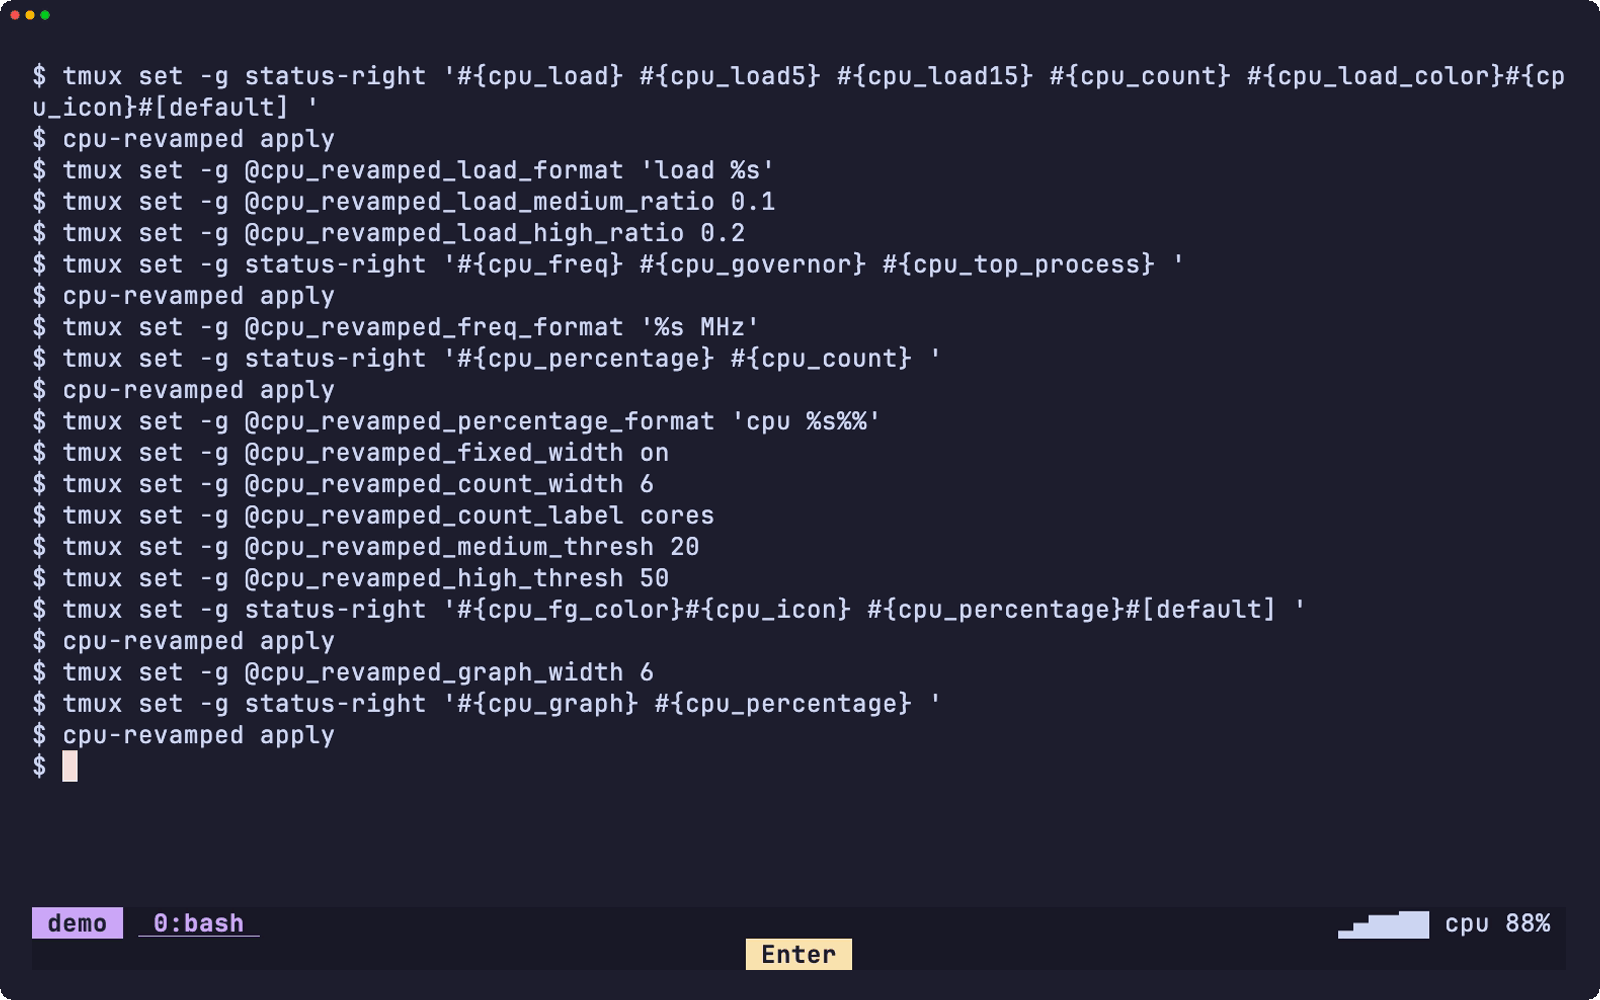 $ tmux set -g status-right '#{cpu_load} #{cpu_load5} #{cpu_load15} #{cpu_count} #{cpu_load_color}#{cp
u_icon}#[default] '
$ cpu-revamped apply
$ tmux set -g @cpu_revamped_load_format 'load %s'
$ tmux set -g @cpu_revamped_load_medium_ratio 0.1
$ tmux set -g @cpu_revamped_load_high_ratio 0.2
$ tmux set -g status-right '#{cpu_freq} #{cpu_governor} #{cpu_top_process} '
$ cpu-revamped apply
$ tmux set -g @cpu_revamped_freq_format '%s MHz'
$ tmux set -g status-right '#{cpu_percentage} #{cpu_count} '
$ cpu-revamped apply
$ tmux set -g @cpu_revamped_percentage_format 'cpu %s%%'
$ tmux set -g @cpu_revamped_fixed_width on
$ tmux set -g @cpu_revamped_count_width 6
$ tmux set -g @cpu_revamped_count_label cores
$ tmux set -g @cpu_revamped_medium_thresh 20
$ tmux set -g @cpu_revamped_high_thresh 50
$ tmux set -g status-right '#{cpu_fg_color}#{cpu_icon} #{cpu_percentage}#[default] '
$ cpu-revamped apply
$ tmux set -g @cpu_revamped_graph_width 6
$ tmux set -g status-right '#{cpu_graph} #{cpu_percentage} '
$ cpu-revamped apply
$
demo 0:bash cpu 88%
Enter